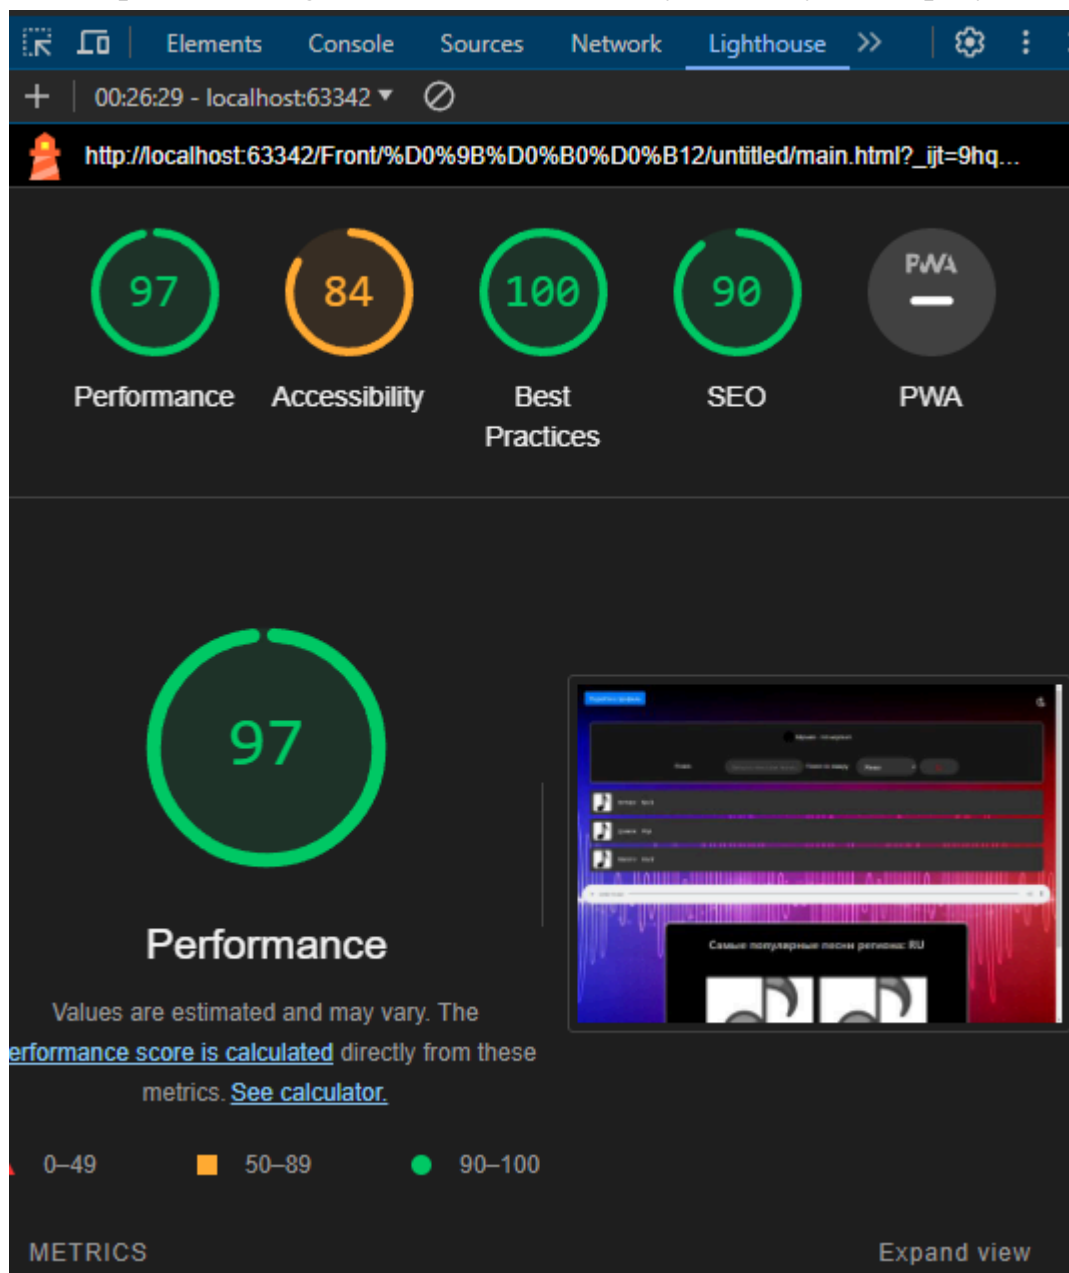 Elements Console Sources Network Lighthouse
00:26:29 - localhost:63342
http://localhost:63342/Front/%D0%9B%D0%B0%D0%B12/untitled/main.html?_ijt=9hq...
97 84 100 90 PWA
Performance Accessibility Best Practices SEO PWA
97
Performance
Values are estimated and may vary. The
erformance score is calculated directly from these
metrics. See calculator.
0–49 50–89 90–100
Самые популярные песни региона: RU
METRICS Expand view